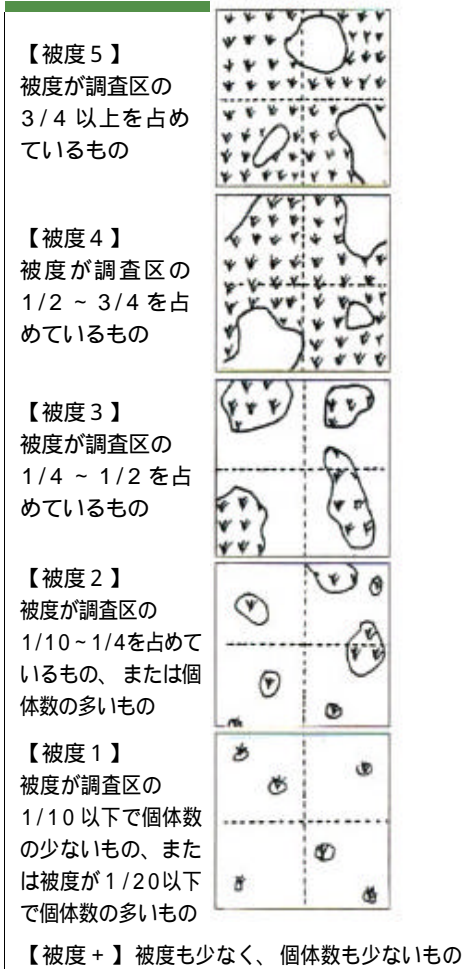 【被度５】
被度が調査区の
３/４ 以上を占め
ているもの
【被度４】
被度が調査区の
1/2 ~ 3/4 を占
めているもの
【被度３】
被度が調査区の
1/4 ~ 1/2 を占
めているもの
【被度２】
被度が調査区の
1/10~1/4を占めて
いるもの、または個
体数の多いもの
【被度１】
被度が調査区の
1/10 以下で個体数
の少ないもの、また
は被度が１/20以下
で個体数の多いもの
【被度＋】被度も少なく、個体数も少ないもの